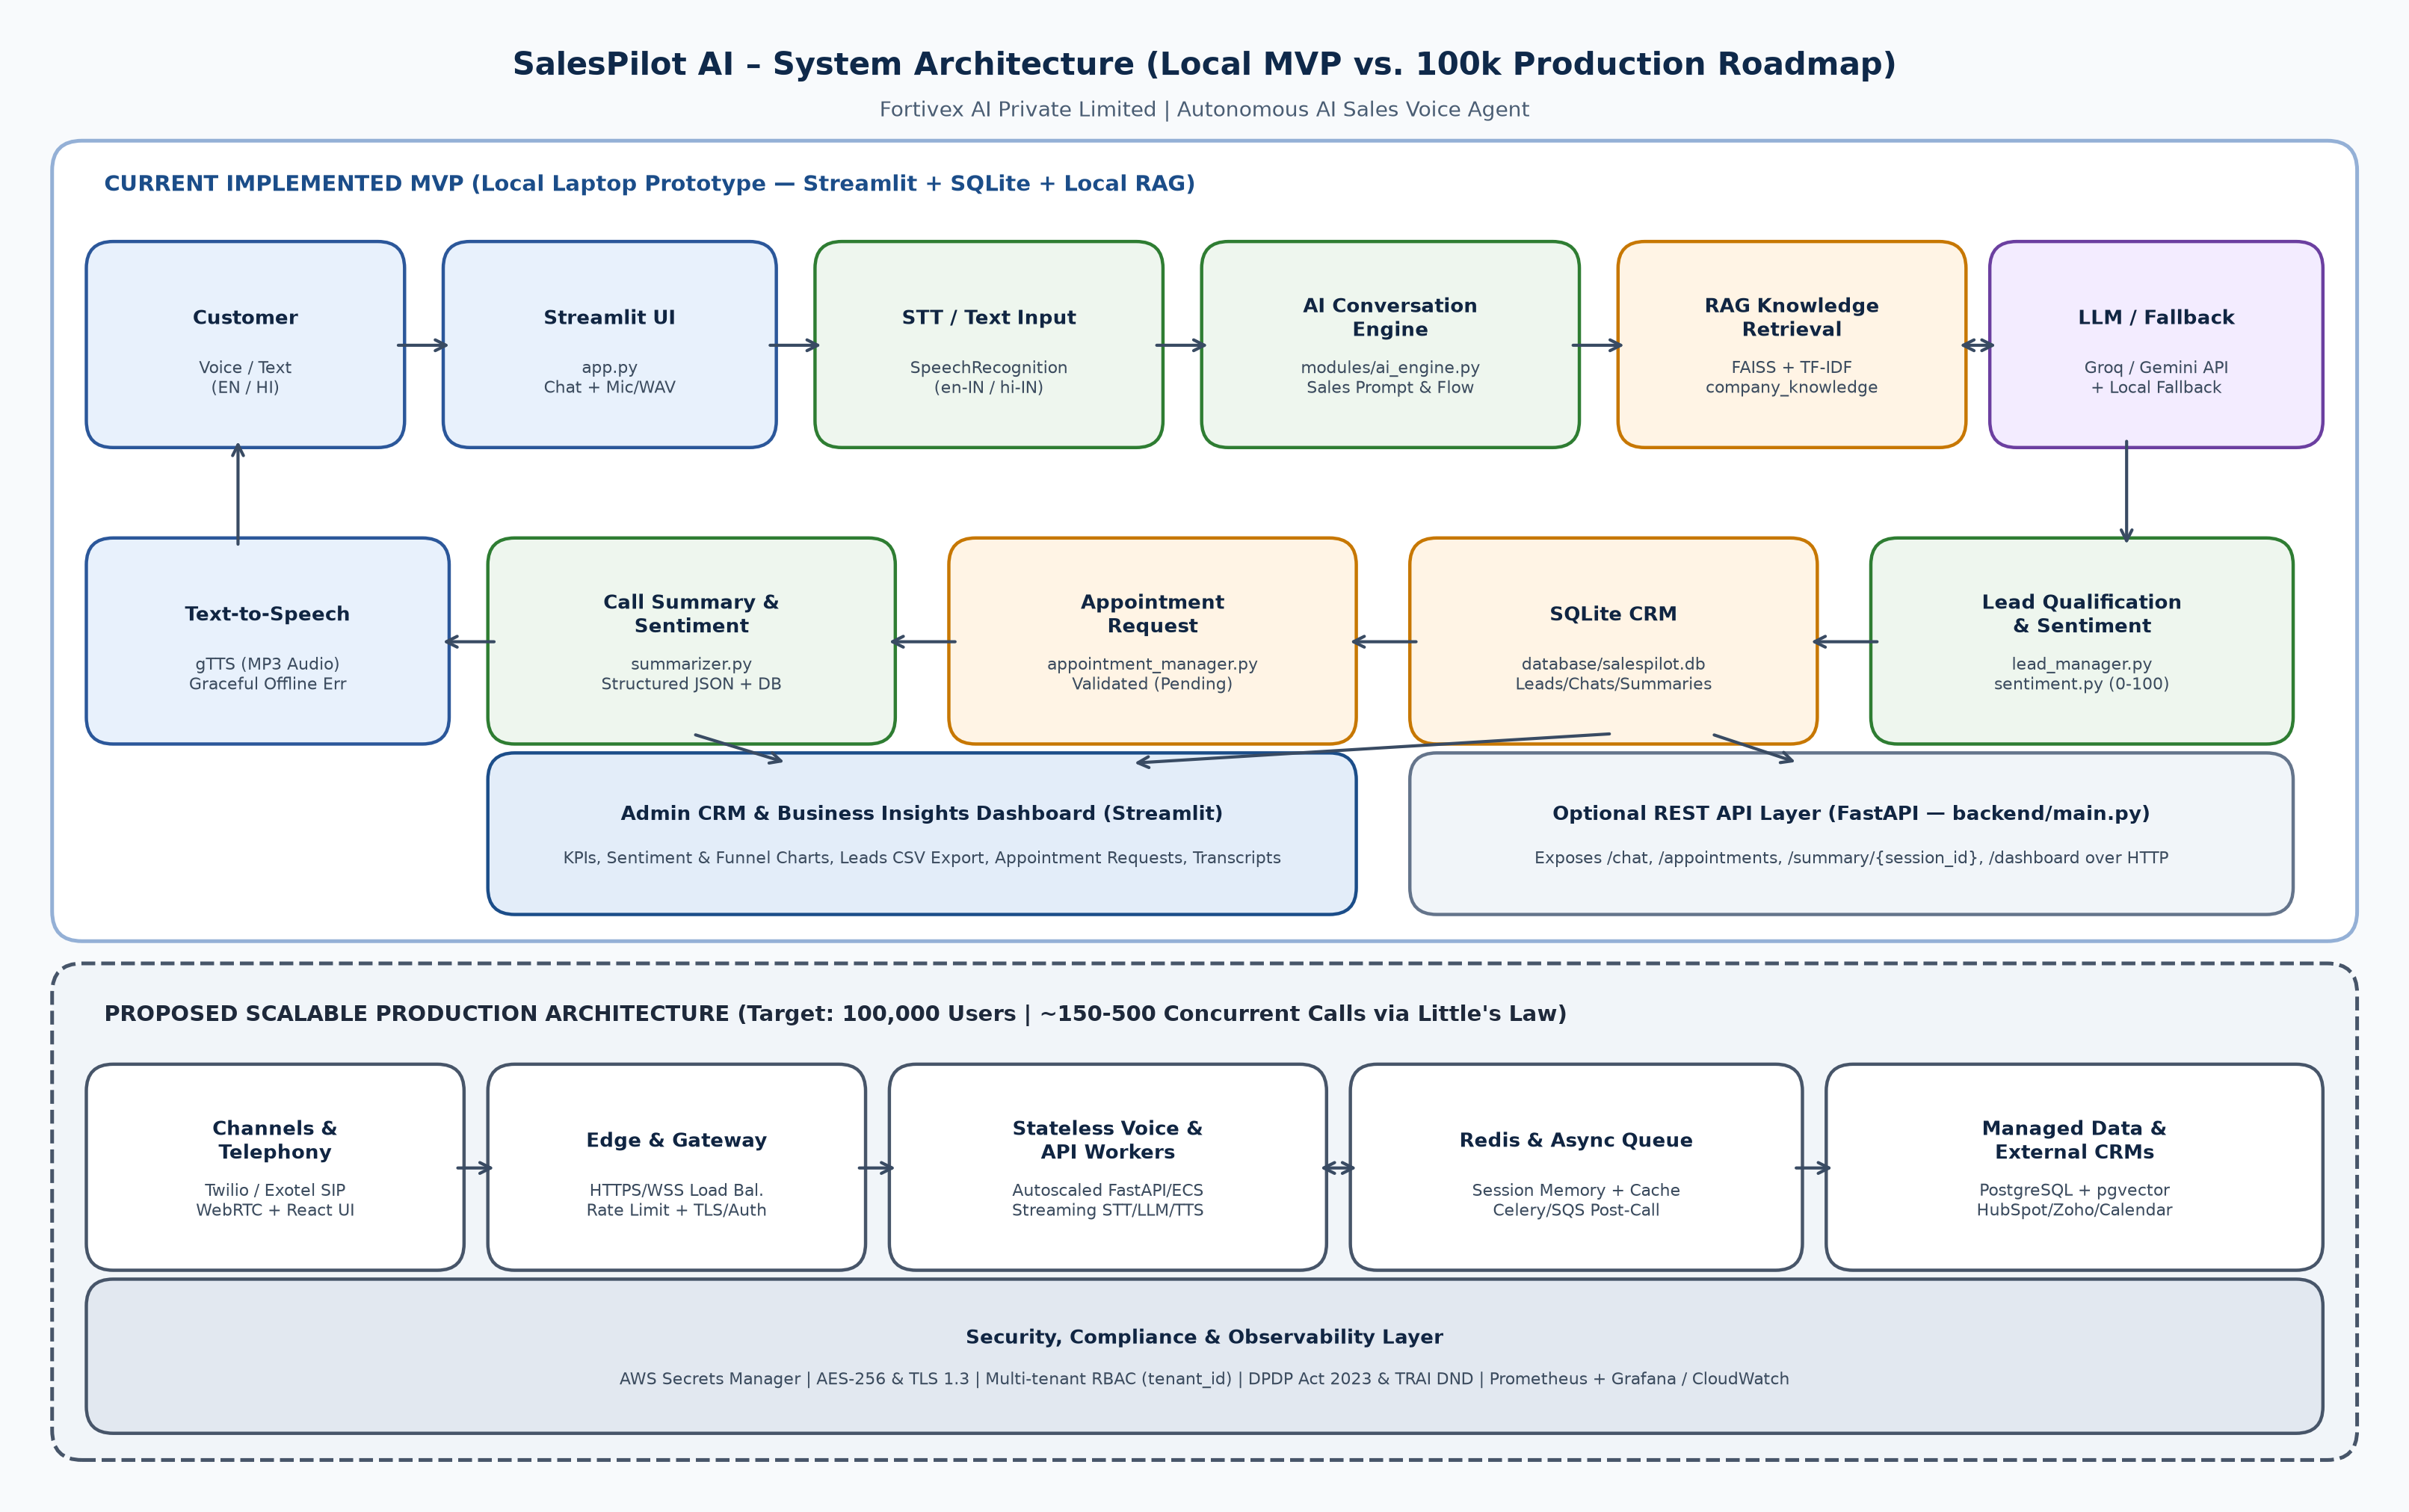 SalesPilot AI – System Architecture (Local MVP vs. 100k Production Roadmap)
Fortivex AI Private Limited | Autonomous AI Sales Voice Agent
CURRENT IMPLEMENTED MVP (Local Laptop Prototype — Streamlit + SQLite + Local RAG)
Customer
Voice / Text
(EN / HI)
Streamlit UI
app.py
Chat + Mic/WAV
STT / Text Input
SpeechRecognition
(en-IN / hi-IN)
AI Conversation
Engine
modules/ai_engine.py
Sales Prompt & Flow
RAG Knowledge
Retrieval
FAISS + TF-IDF
company_knowledge
LLM / Fallback
Groq / Gemini API
+ Local Fallback
Text-to-Speech
gTTS (MP3 Audio)
Graceful Offline Err
Call Summary &
Sentiment
summarizer.py
Structured JSON + DB
Appointment
Request
appointment_manager.py
Validated (Pending)
SQLite CRM
database/salespilot.db
Leads/Chats/Summaries
Lead Qualification
& Sentiment
lead_manager.py
sentiment.py (0-100)
Admin CRM & Business Insights Dashboard (Streamlit)
KPIs, Sentiment & Funnel Charts, Leads CSV Export, Appointment Requests, Transcripts
Optional REST API Layer (FastAPI — backend/main.py)
Exposes /chat, /appointments, /summary/{session_id}, /dashboard over HTTP
PROPOSED SCALABLE PRODUCTION ARCHITECTURE (Target: 100,000 Users | ~150-500 Concurrent Calls via Little's Law)
Channels &
Telephony
Twilio / Exotel SIP
WebRTC + React UI
Edge & Gateway
HTTPS/WSS Load Bal.
Rate Limit + TLS/Auth
Stateless Voice &
API Workers
Autoscaled FastAPI/ECS
Streaming STT/LLM/TTS
Redis & Async Queue
Session Memory + Cache
Celery/SQS Post-Call
Managed Data &
External CRMs
PostgreSQL + pgvector
HubSpot/Zoho/Calendar
Security, Compliance & Observability Layer
AWS Secrets Manager | AES-256 & TLS 1.3 | Multi-tenant RBAC (tenant_id) | DPDP Act 2023 & TRAI DND | Prometheus + Grafana / CloudWatch